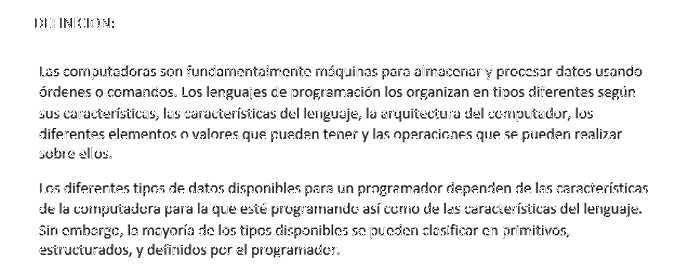 DEFINICION:
Las computadoras son fundamentalmente máquinas para almacenar y procesar datos usando
órdenes o comandos. Los lenguajes de programación los organizan en tipos diferentes según
sus características, las características del lenguaje, la arquitectura del computador, los
diferentes elementos o valores que pueden tener y las operaciones que se pueden realizar
sobre ellos.
Los diferentes tipos de datos disponibles para un programador dependen de las características
de la computadora para la que esté programando así como de las características del lenguaje.
Sin embargo, la mayoría de los tipos disponibles se pueden clasificar en primitivos,
estructurados, y definidos por el programador.